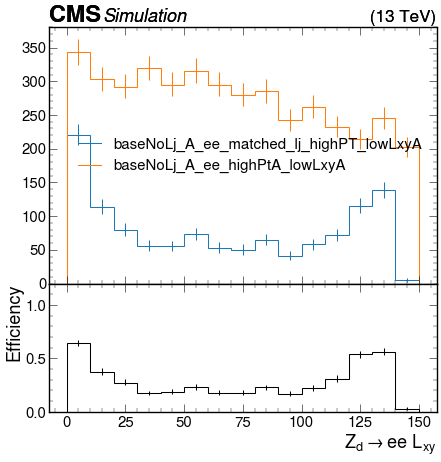 CMS Simulation (13 TeV)
350
300
250
200
150
100
50
0
baseNoLj_A_ee_matched_lj_highPT_lowLxyA
baseNoLj_A_ee_highPtA_lowLxyA
Efficiency
1.0
0.5
0.0
0 25 50 75 100 125 150
Z_d → ee L_xy